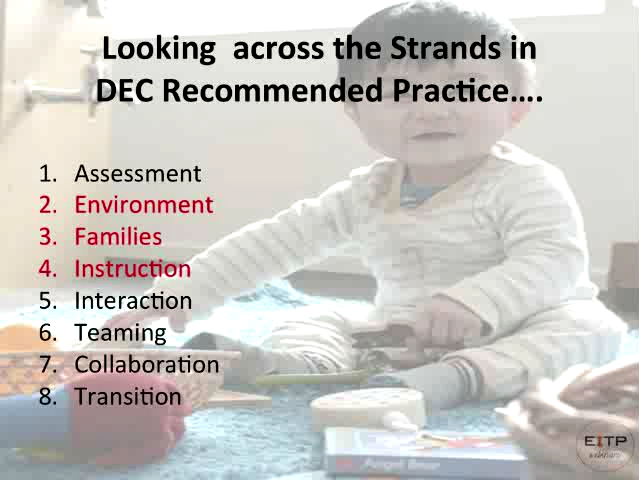 Looking across the Strands in
DEC Recommended Practice....
1. Assessment
2. Environment
3. Families
4. Instruction
5. Interaction
6. Teaming
7. Collaboration
8. Transition
EITP
webinars